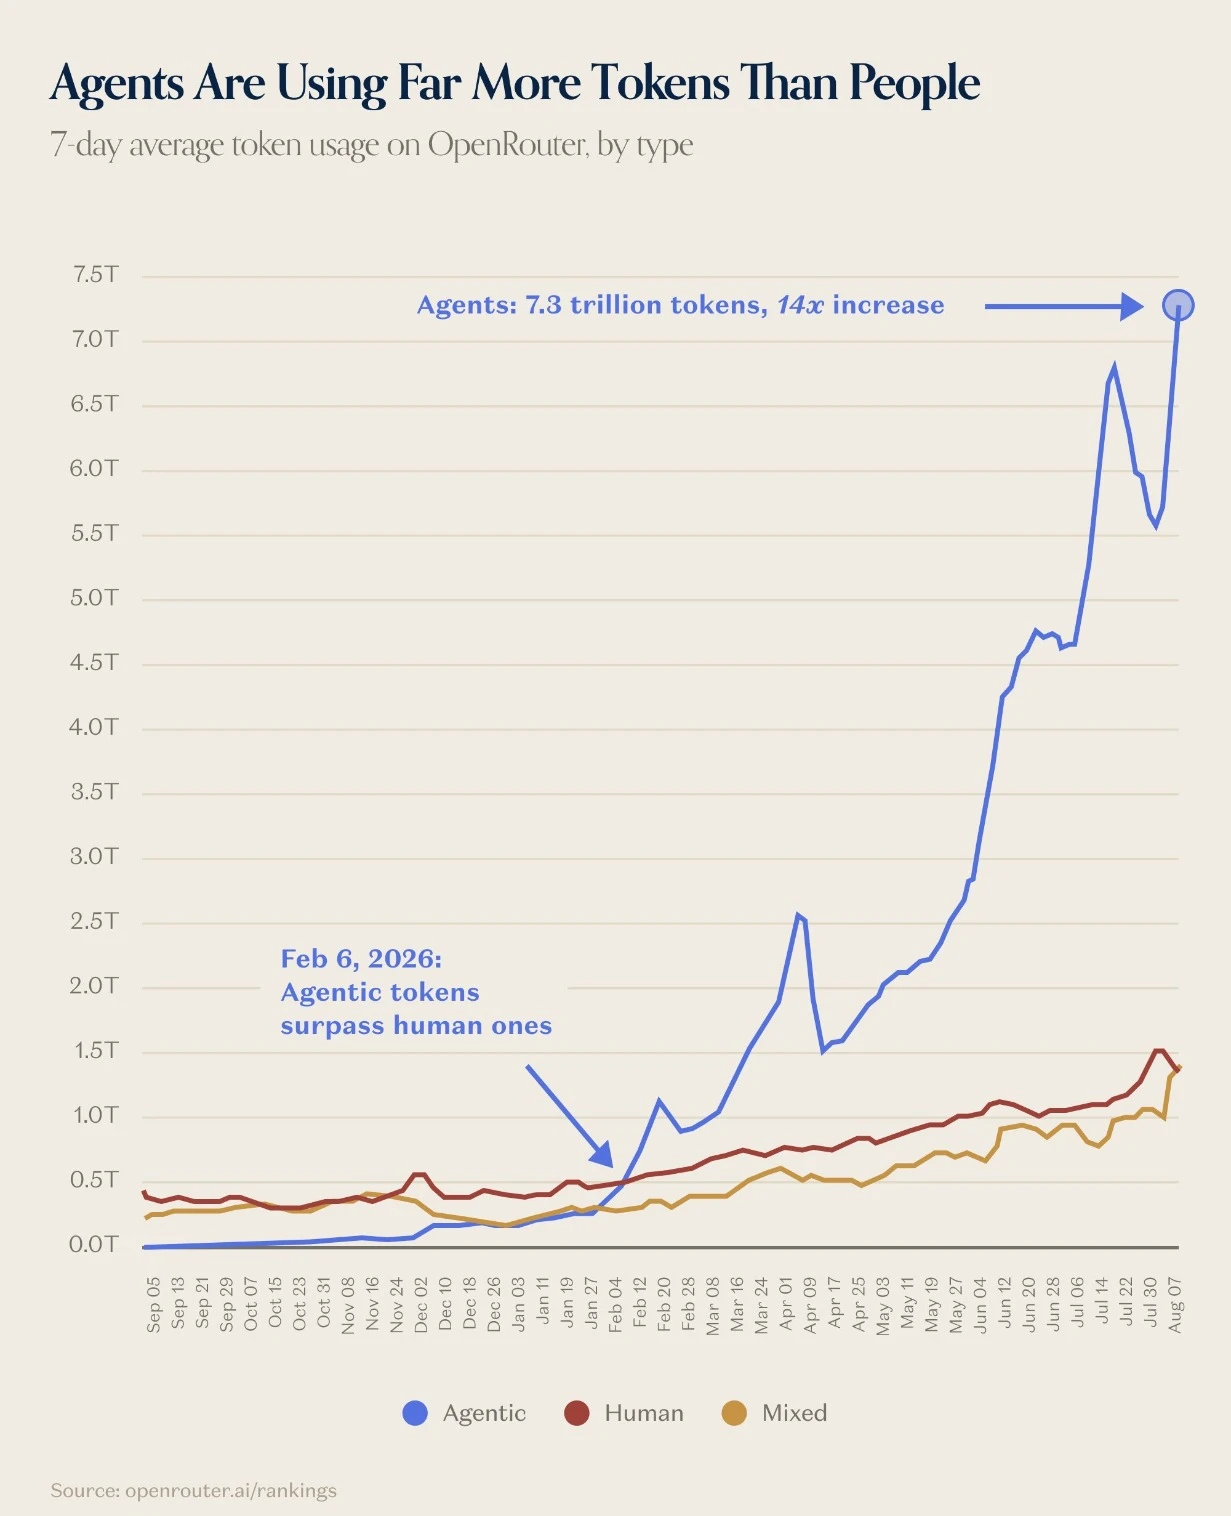 Agents Are Using Far More Tokens Than People
7-day average token usage on OpenRouter, by type
7.5T
Agents: 7.3 trillion tokens, 14x increase
7.0T
6.5T
6.0T
5.5T
5.0T
4.5T
4.0T
3.5T
3.0T
2.5T
Feb 6, 2026:
2.0T
Agentic tokens
surpass human ones
1.5T
1.0T
0.5T
0.0T
Sep 05
Sep 13
Sep 21
Sep 29
Oct 07
Oct 15
Oct 23
Oct 31
Nov 08
Nov 16
Nov 24
Dec 02
Dec 10
Dec 18
Dec 26
Jan 03
Jan 11
Jan 19
Jan 27
Feb 04
Feb 12
Feb 20
Feb 28
Mar 08
Mar 16
Mar 24
Apr 01
Apr 09
Apr 17
Apr 25
May 03
May 11
May 19
May 27
Jun 04
Jun 12
Jun 20
Jun 28
Jul 06
Jul 14
Jul 22
Jul 30
Aug 07
Agentic
Human
Mixed
Source: openrouter.ai/rankings